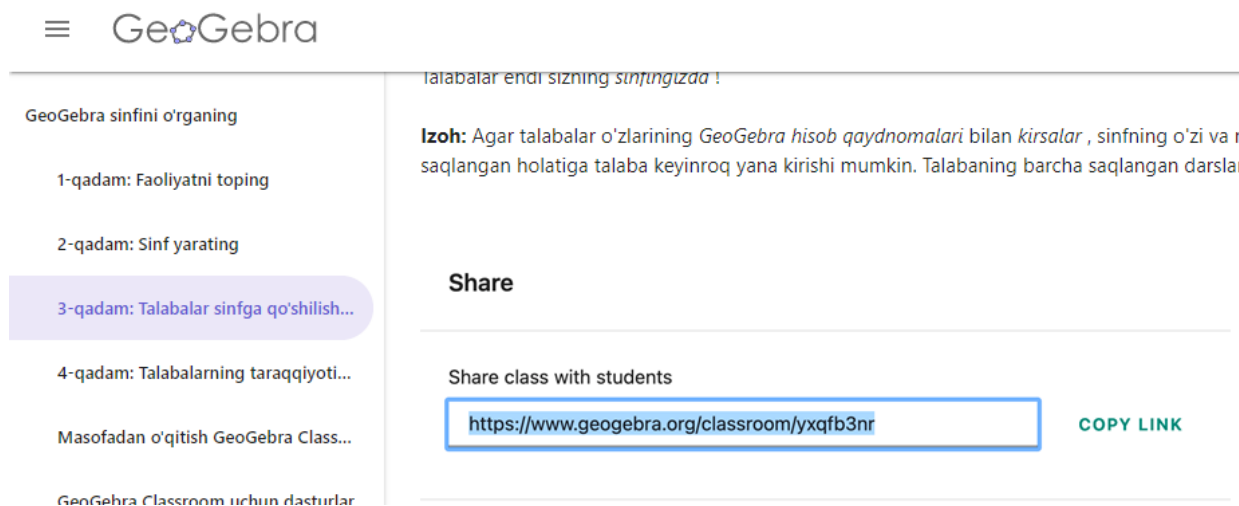 GeoGebra
GeoGebra sinfini o'rganing
1-qadam: Faoliyatni toping
2-qadam: Sinf yarating
3-qadam: Talabalar sinfga qo'shilish...
4-qadam: Talabalarning taraqqiyoti...
Masofadan o'qitish GeoGebra Class...
GeoGebra Classroom uchun dasturlar
Talabalar endi sizning sinfingizda !
Izoh: Agar talabalar o'zlarining GeoGebra hisob qaydnomalari bilan kirsalar , sinfning o'zi va
saqlangan holatiga talaba keyinroq yana kirishi mumkin. Talabaning barcha saqlangan
Share
Share class with students
https://www.geogebra.org/classroom/yxqfb3nr
COPY LINK